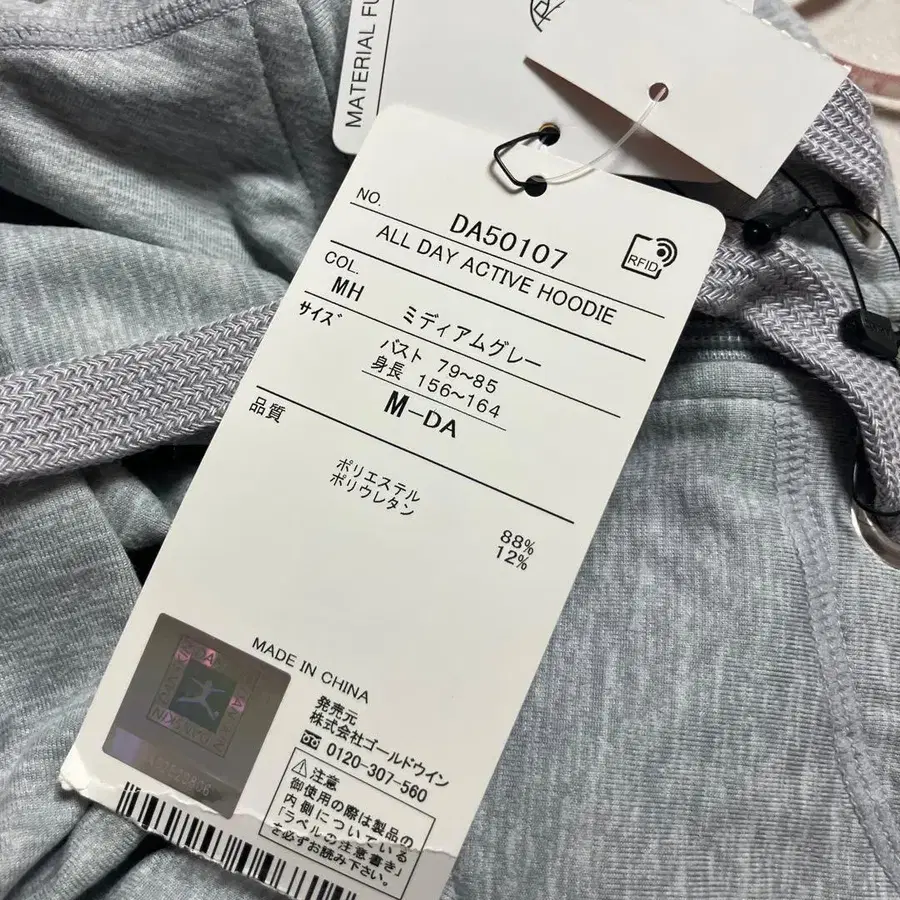 MATERIAL FU
NO.
DA50107
ALL DAY ACTIVE HOODIE
RFID
COL.
MH ミディアムグレー
サイズ
バスト 79~85
身長 156~164
M-DA
品質
ポリエステル 88%
ポリウレタン 12%
MADE IN CHINA
発売元
株式会社ゴールドウイン
0120-307-560
注意
御使用の際は製品の
内側についている
「ラベルの注意書き」
を必ずお読み下さい。
DANSKIN